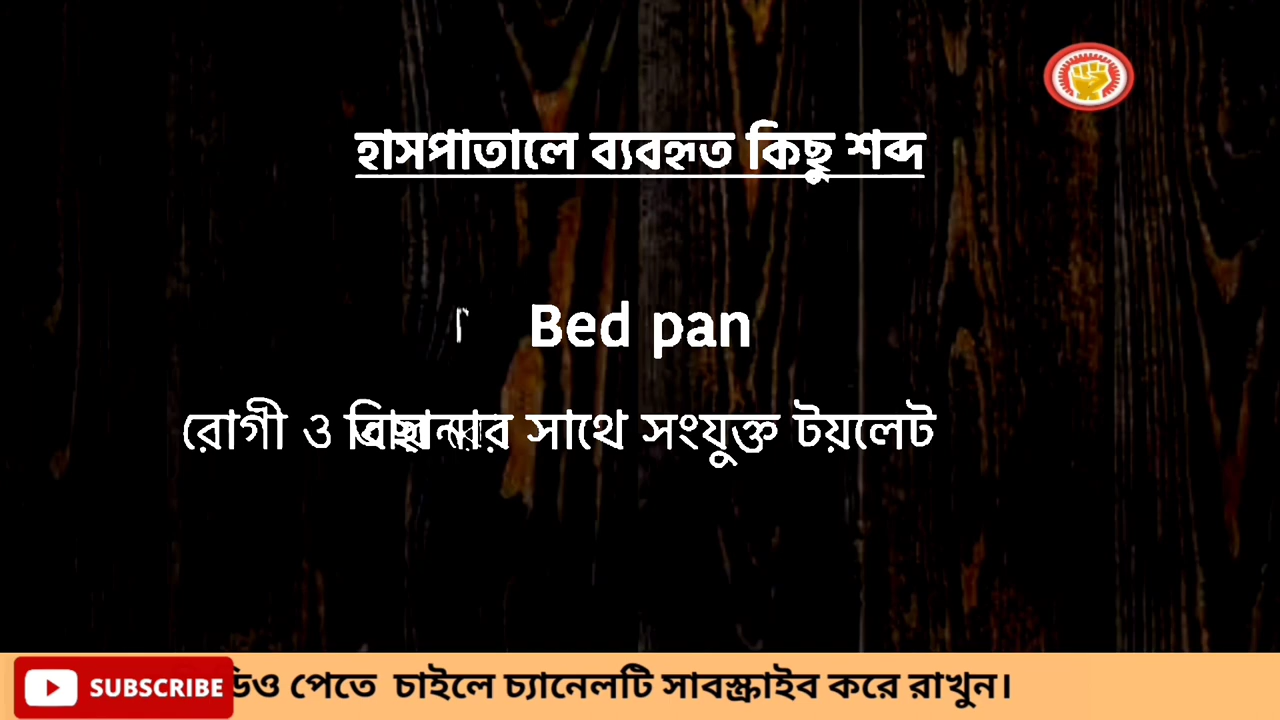 হাসপাতালে ব্যবহৃত কিছু শব্দ
Bed pan
রোগী ও বিছানার সাথে সংযুক্ত টয়লেট
SUBSCRIBE পেতে চাইলে চ্যানেলটি সাবস্ক্রাইব করে রাখুন।